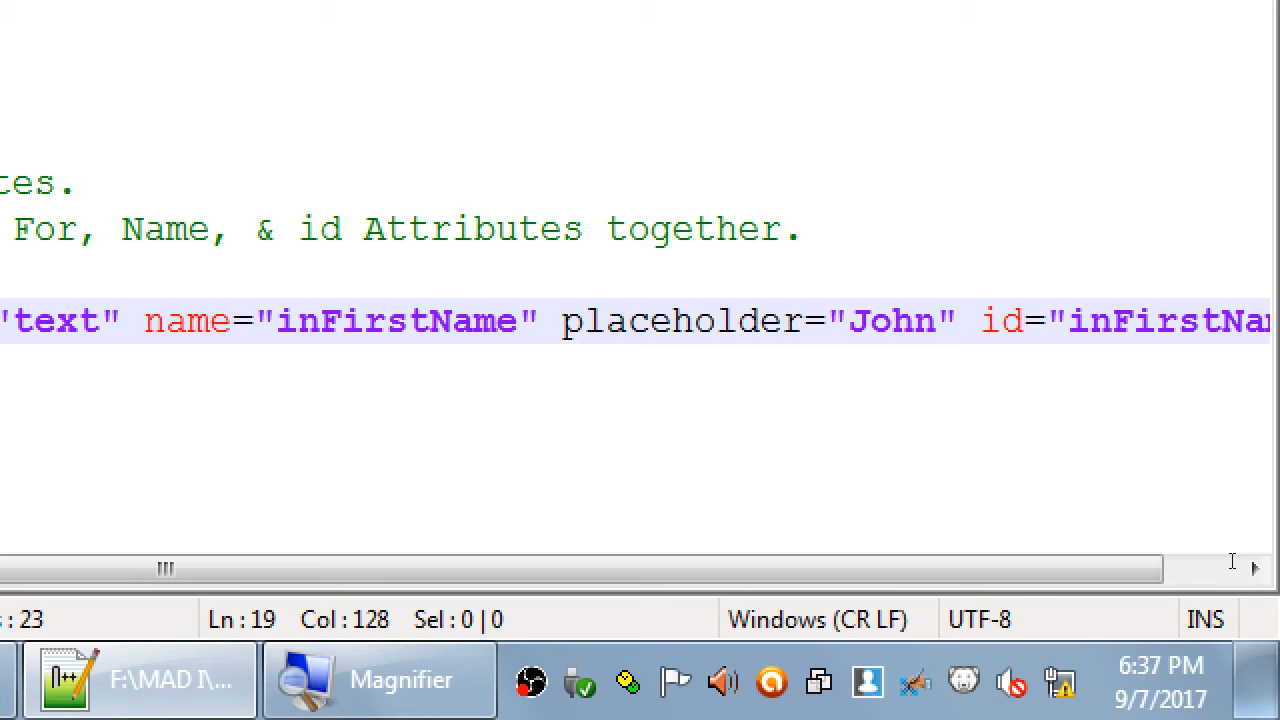 tes.
For, Name, & id Attributes together.
"text" name="inFirstName" placeholder="John" id="inFirstNa
: 23 Ln : 19 Col : 128 Sel : 0 | 0 Windows (CR LF) UTF-8 INS
F:\MAD I\... Magnifier 6:37 PM
9/7/2017